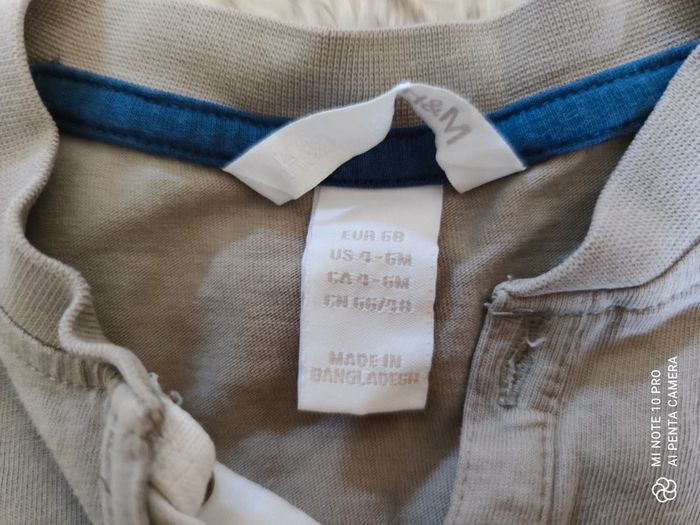 H&M
EUR 68
US 4-6M
CA 4-6M
CN 66/48
MADE IN
BANGLADESH
MI NOTE 10 PRO
AI PENTA CAMERA